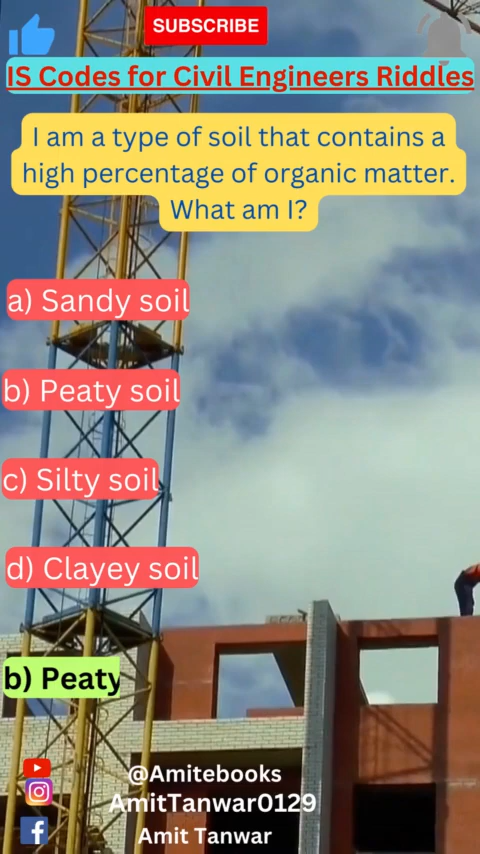 SUBSCRIBE
IS Codes for Civil Engineers Riddles
I am a type of soil that contains a
high percentage of organic matter.
What am I?
a) Sandy soil
b) Peaty soil
c) Silty soil
d) Clayey soil
b) Peaty
@Amitebooks
AmitTanwar0129
Amit Tanwar